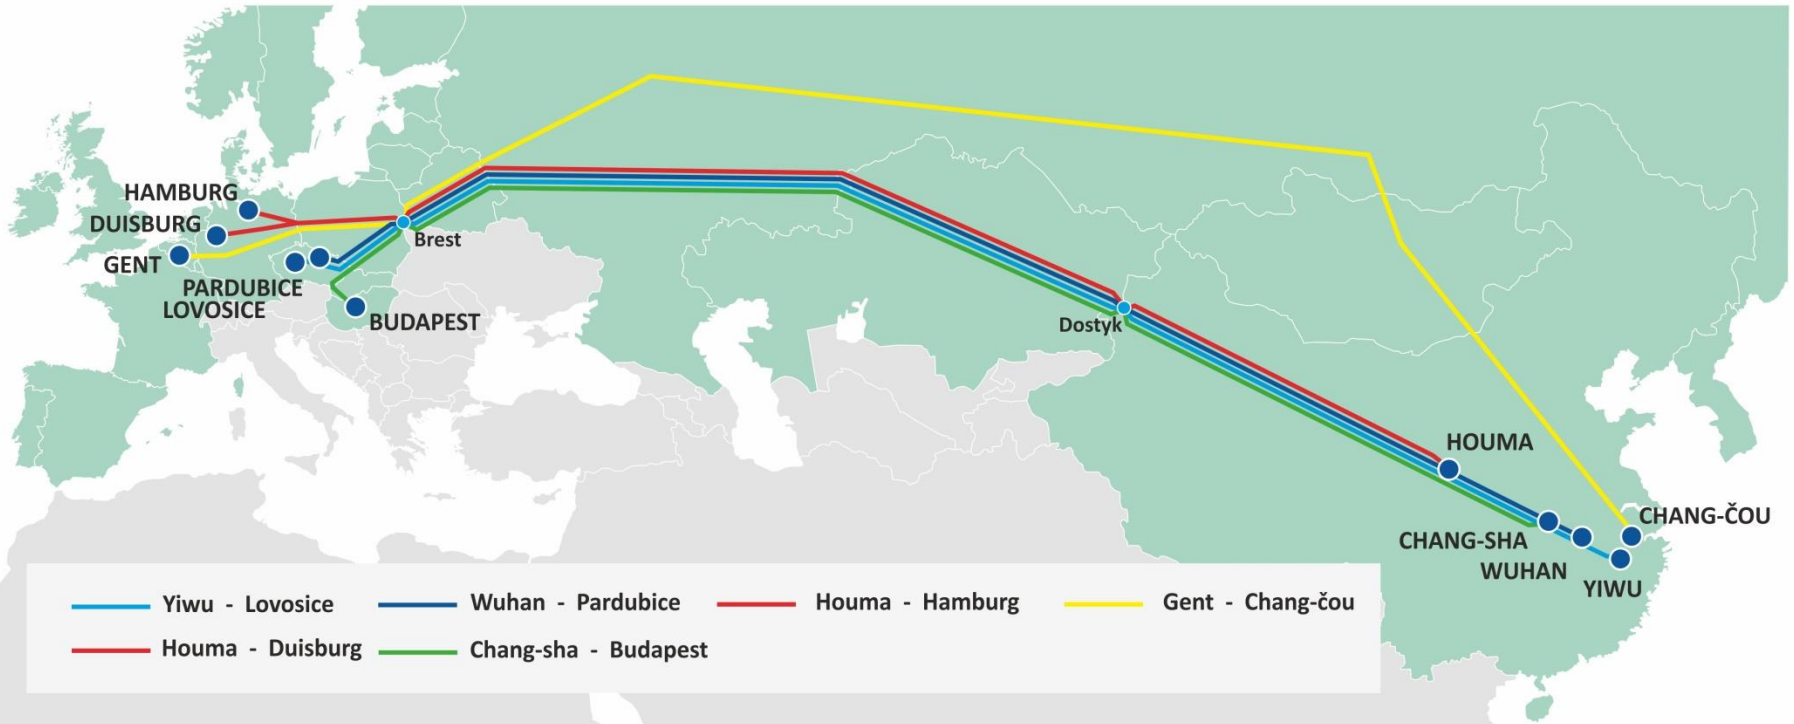 HAMBURG
DUISBURG
GENT
PARDUBICE
LOVOSICE
BUDAPEST
Brest
Dostyk
HOUMA
CHANG-ČOU
CHANG-SHA
WUHAN
YIWU
Yiwu - Lovosice
Wuhan - Pardubice
Houma - Hamburg
Gent - Chang-čou
Houma - Duisburg
Chang-sha - Budapest